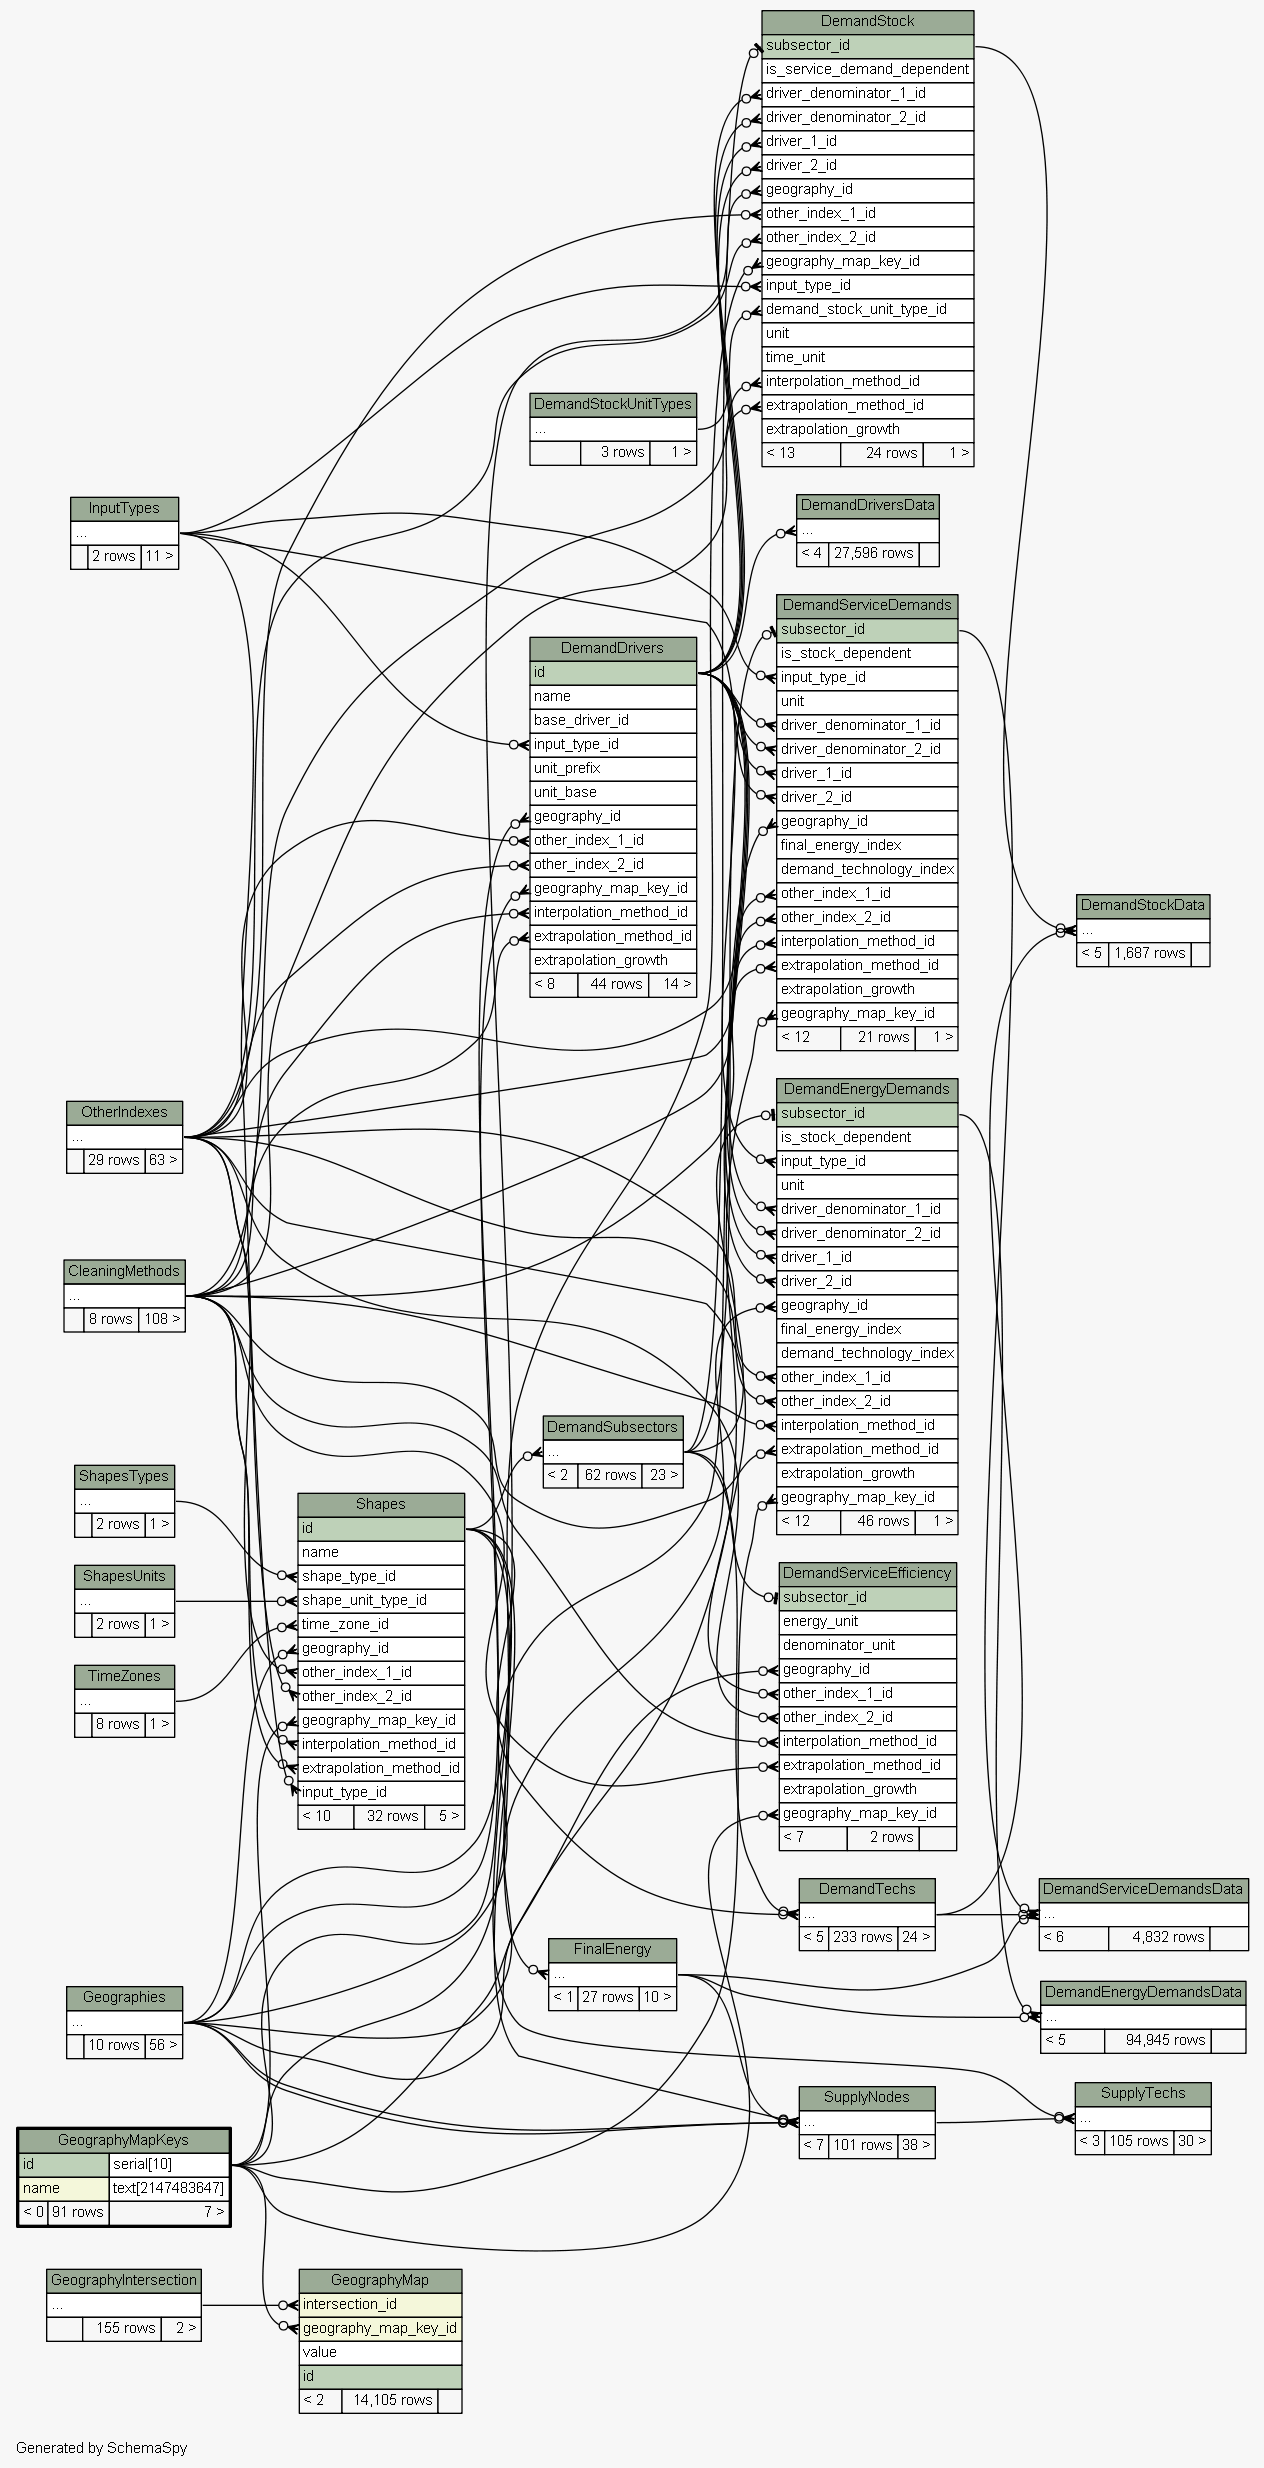 DemandStock
subsector_id
is_service_demand_dependent
driver_denominator_1_id
driver_denominator_2_id
driver_1_id
driver_2_id
geography_id
other_index_1_id
other_index_2_id
geography_map_key_id
input_type_id
demand_stock_unit_type_id
unit
time_unit
interpolation_method_id
extrapolation_method_id
extrapolation_growth
< 13 24 rows 1 >
DemandStockUnitTypes
...
3 rows 1 >
InputTypes
...
2 rows 11 >
DemandDriversData
...
< 4 27,596 rows
DemandServiceDemands
subsector_id
is_stock_dependent
input_type_id
unit
driver_denominator_1_id
driver_denominator_2_id
driver_1_id
driver_2_id
geography_id
final_energy_index
demand_technology_index
other_index_1_id
other_index_2_id
interpolation_method_id
extrapolation_method_id
extrapolation_growth
geography_map_key_id
< 12 21 rows 1 >
DemandDrivers
id
name
base_driver_id
input_type_id
unit_prefix
unit_base
geography_id
other_index_1_id
other_index_2_id
geography_map_key_id
interpolation_method_id
extrapolation_method_id
extrapolation_growth
< 8 44 rows 14 >
DemandStockData
...
< 5 1,687 rows
DemandEnergyDemands
subsector_id
is_stock_dependent
input_type_id
unit
driver_denominator_1_id
driver_denominator_2_id
driver_1_id
driver_2_id
geography_id
final_energy_index
demand_technology_index
other_index_1_id
other_index_2_id
interpolation_method_id
extrapolation_method_id
extrapolation_growth
geography_map_key_id
< 12 46 rows 1 >
OtherIndexes
...
29 rows 63 >
CleaningMethods
...
8 rows 108 >
DemandSubsectors
...
< 2 62 rows 23 >
ShapesTypes
...
2 rows 1 >
ShapesUnits
...
2 rows 1 >
TimeZones
...
8 rows 1 >
Shapes
id
name
shape_type_id
shape_unit_type_id
time_zone_id
geography_id
other_index_1_id
other_index_2_id
geography_map_key_id
interpolation_method_id
extrapolation_method_id
input_type_id
< 10 32 rows 5 >
DemandServiceEfficiency
subsector_id
energy_unit
denominator_unit
geography_id
other_index_1_id
other_index_2_id
interpolation_method_id
extrapolation_method_id
extrapolation_growth
geography_map_key_id
< 7 2 rows
DemandTechs
...
< 5 233 rows 24 >
DemandServiceDemandsData
...
< 6 4,832 rows
FinalEnergy
...
< 1 27 rows 10 >
DemandEnergyDemandsData
...
< 5 94,945 rows
Geographies
...
10 rows 56 >
SupplyNodes
...
< 7 101 rows 38 >
SupplyTechs
...
< 3 105 rows 30 >
GeographyMapKeys
id serial[10]
name text[2147483647]
< 0 91 rows 7 >
GeographyIntersection
...
155 rows 2 >
GeographyMap
intersection_id
geography_map_key_id
value
id
< 2 14,105 rows
Generated by SchemaSpy